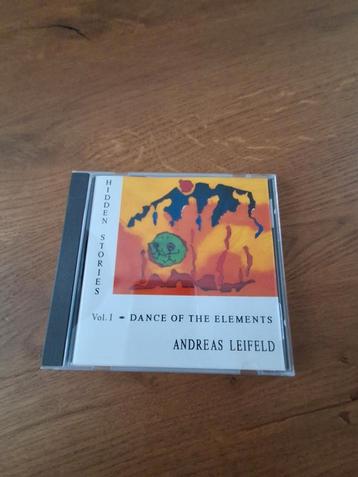 HIDDEN STORIES
Vol. I - DANCE OF THE ELEMENTS
ANDREAS LEIFELD